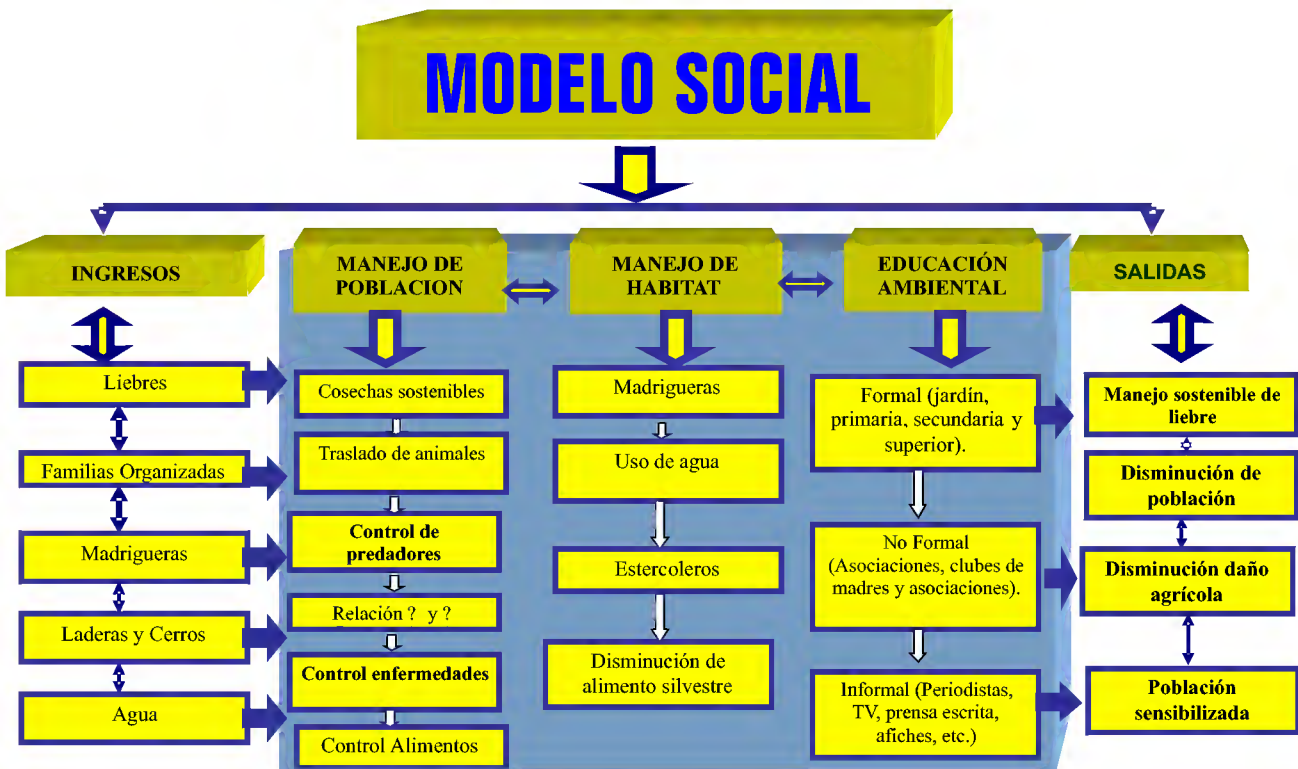 MODELO SOCIAL
INGRESOS
Liebres
Familias Organizadas
Madrigueras
Laderas y Cerros
Agua
MANEJO DE
POBLACION
Cosechas sostenibles
Traslado de animales
Control de
predadores
Relación ? y ?
Control enfermedades
Control Alimentos
MANEJO DE
HABITAT
Madrigueras
Uso de agua
Estercoleros
Disminución de
alimento silvestre
EDUCACIÓN
AMBIENTAL
Formal (jardín,
primaria, secundaria y
superior).
No Formal
(Asociaciones, clubes de
madres y asociaciones).
Informal (Periodistas,
TV, prensa escrita,
afiches, etc.)
SALIDAS
Manejo sostenible de
liebre
Disminución de
población
Disminución daño
agrícola
Población
sensibilizada